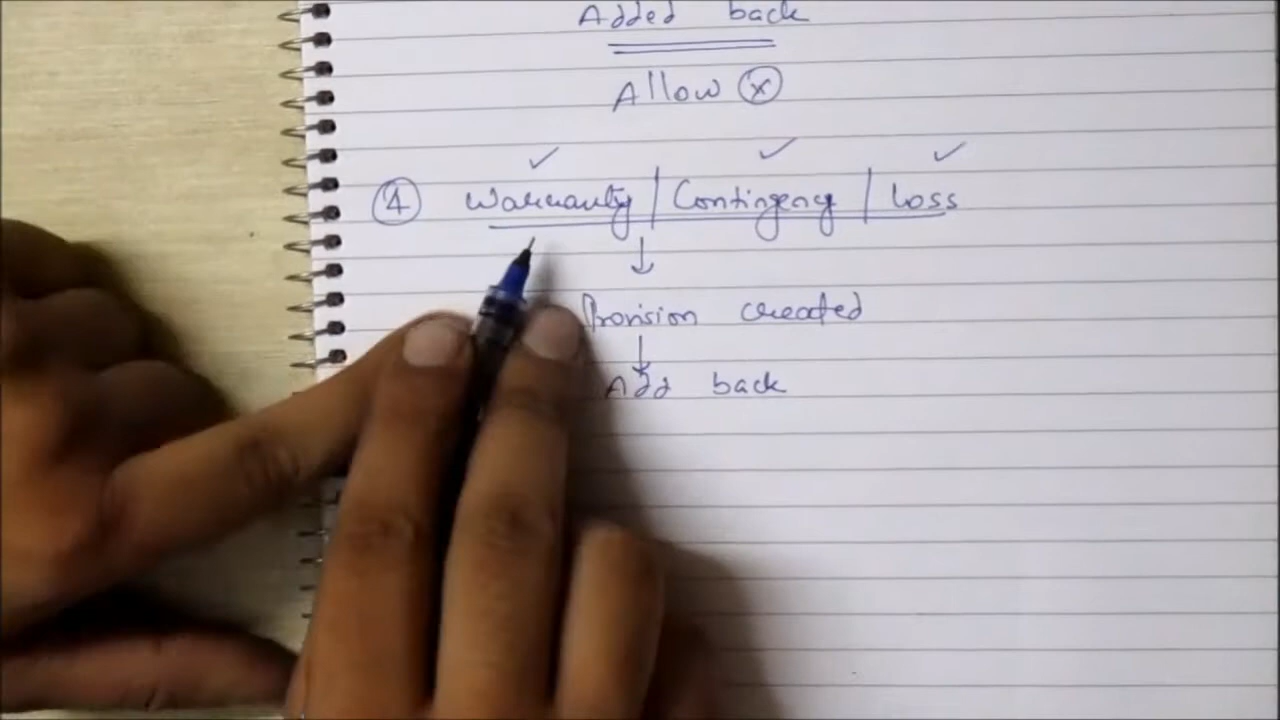 Added back
Allow ⓧ
④ Warranty / Contingency / Loss
Provision created
Add back